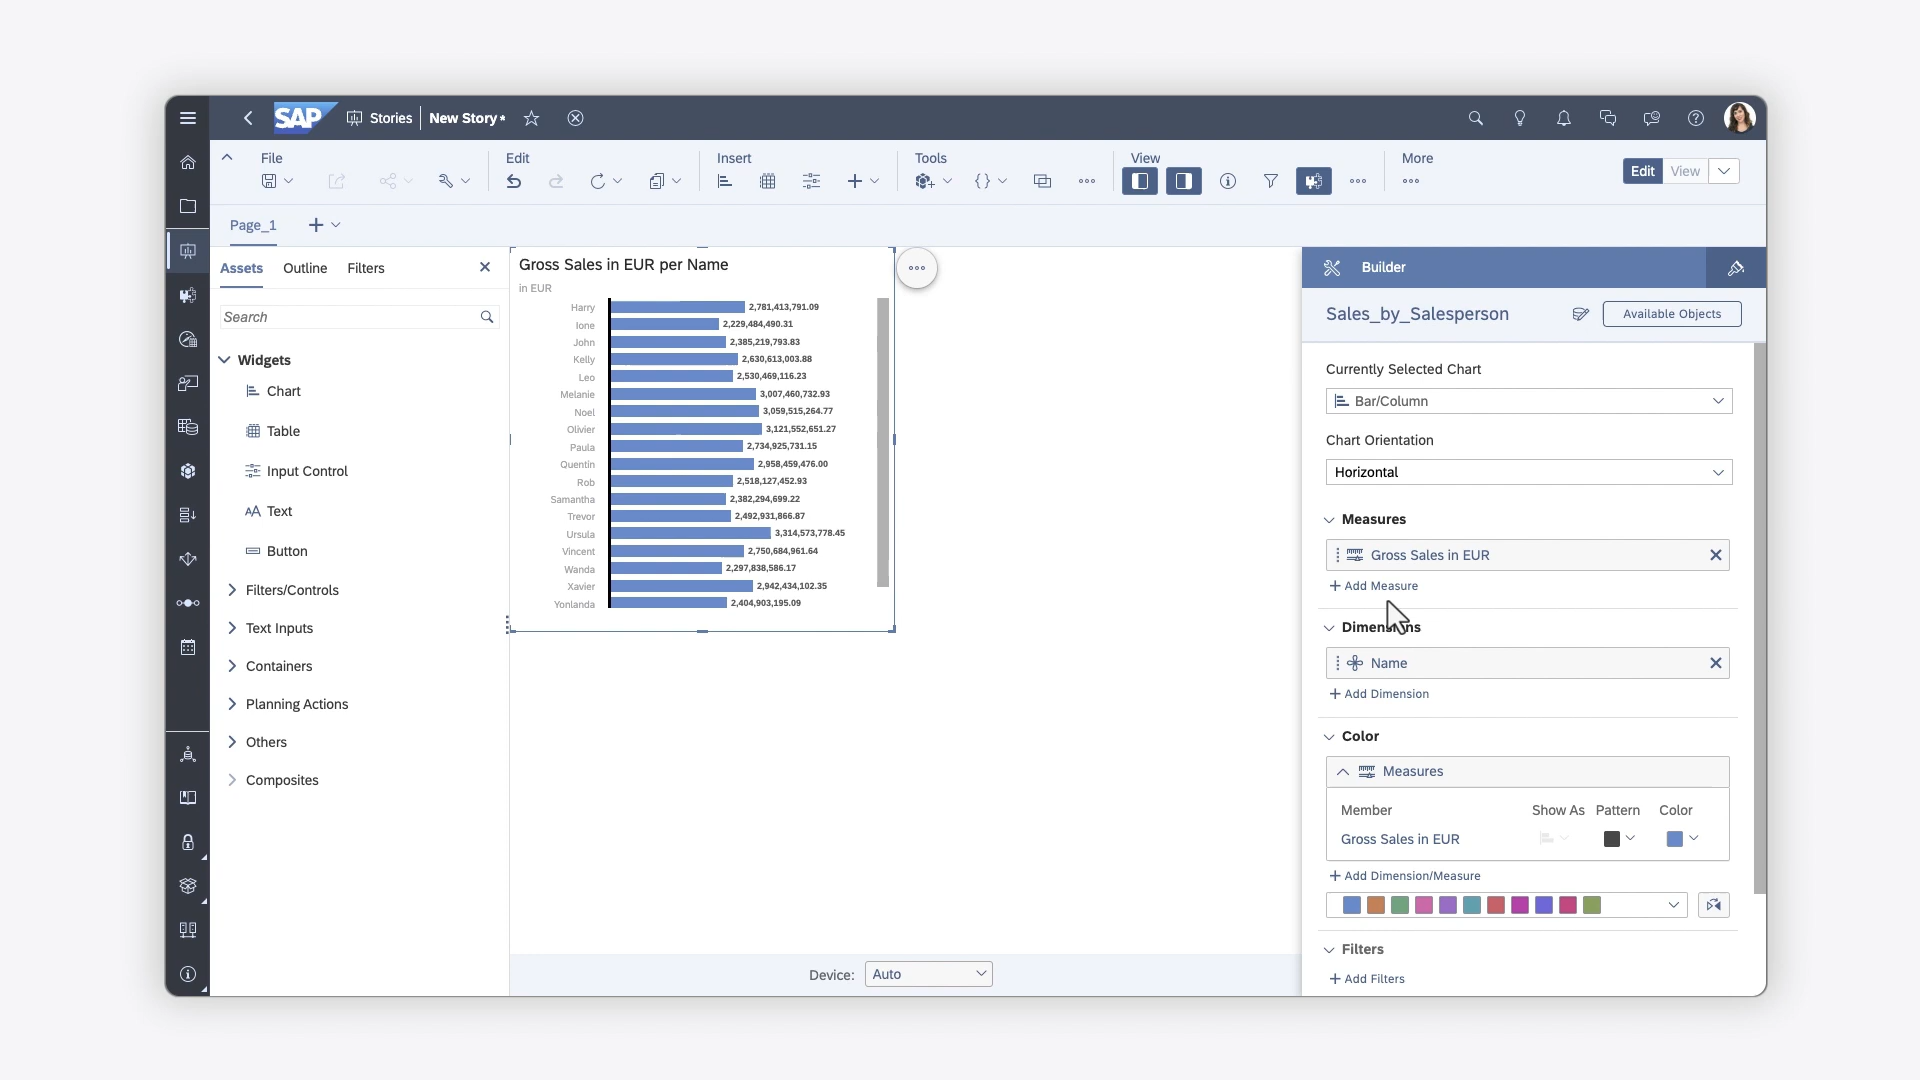 SAP Stories New Story*
File Edit Insert Tools View More
Edit View
Page_1
Assets Outline Filters
Search
Widgets
Chart
Table
Input Control
Text
Button
Filters/Controls
Text Inputs
Containers
Planning Actions
Others
Composites
Gross Sales in EUR per Name
in EUR
Harry 2,781,413,791.09
Ione 2,229,484,490.31
John 2,385,219,793.83
Kelly 2,630,613,003.88
Leo 2,530,469,116.23
Melanie 3,007,460,732.93
Noel 3,059,515,264.77
Olivier 3,121,552,651.27
Paula 2,734,925,731.15
Quentin 2,958,459,476.00
Rob 2,518,127,452.93
Samantha 2,382,294,699.22
Trevor 2,492,931,866.87
Ursula 3,314,573,778.45
Vincent 2,750,684,961.64
Wanda 2,297,838,586.17
Xavier 2,942,434,102.35
Yonlanda 2,404,903,195.09
Device: Auto
Builder
Sales_by_Salesperson Available Objects
Currently Selected Chart
Bar/Column
Chart Orientation
Horizontal
Measures
Gross Sales in EUR
+ Add Measure
Dimensions
Name
+ Add Dimension
Color
Measures
Member Show As Pattern Color
Gross Sales in EUR
+ Add Dimension/Measure
Filters
+ Add Filters